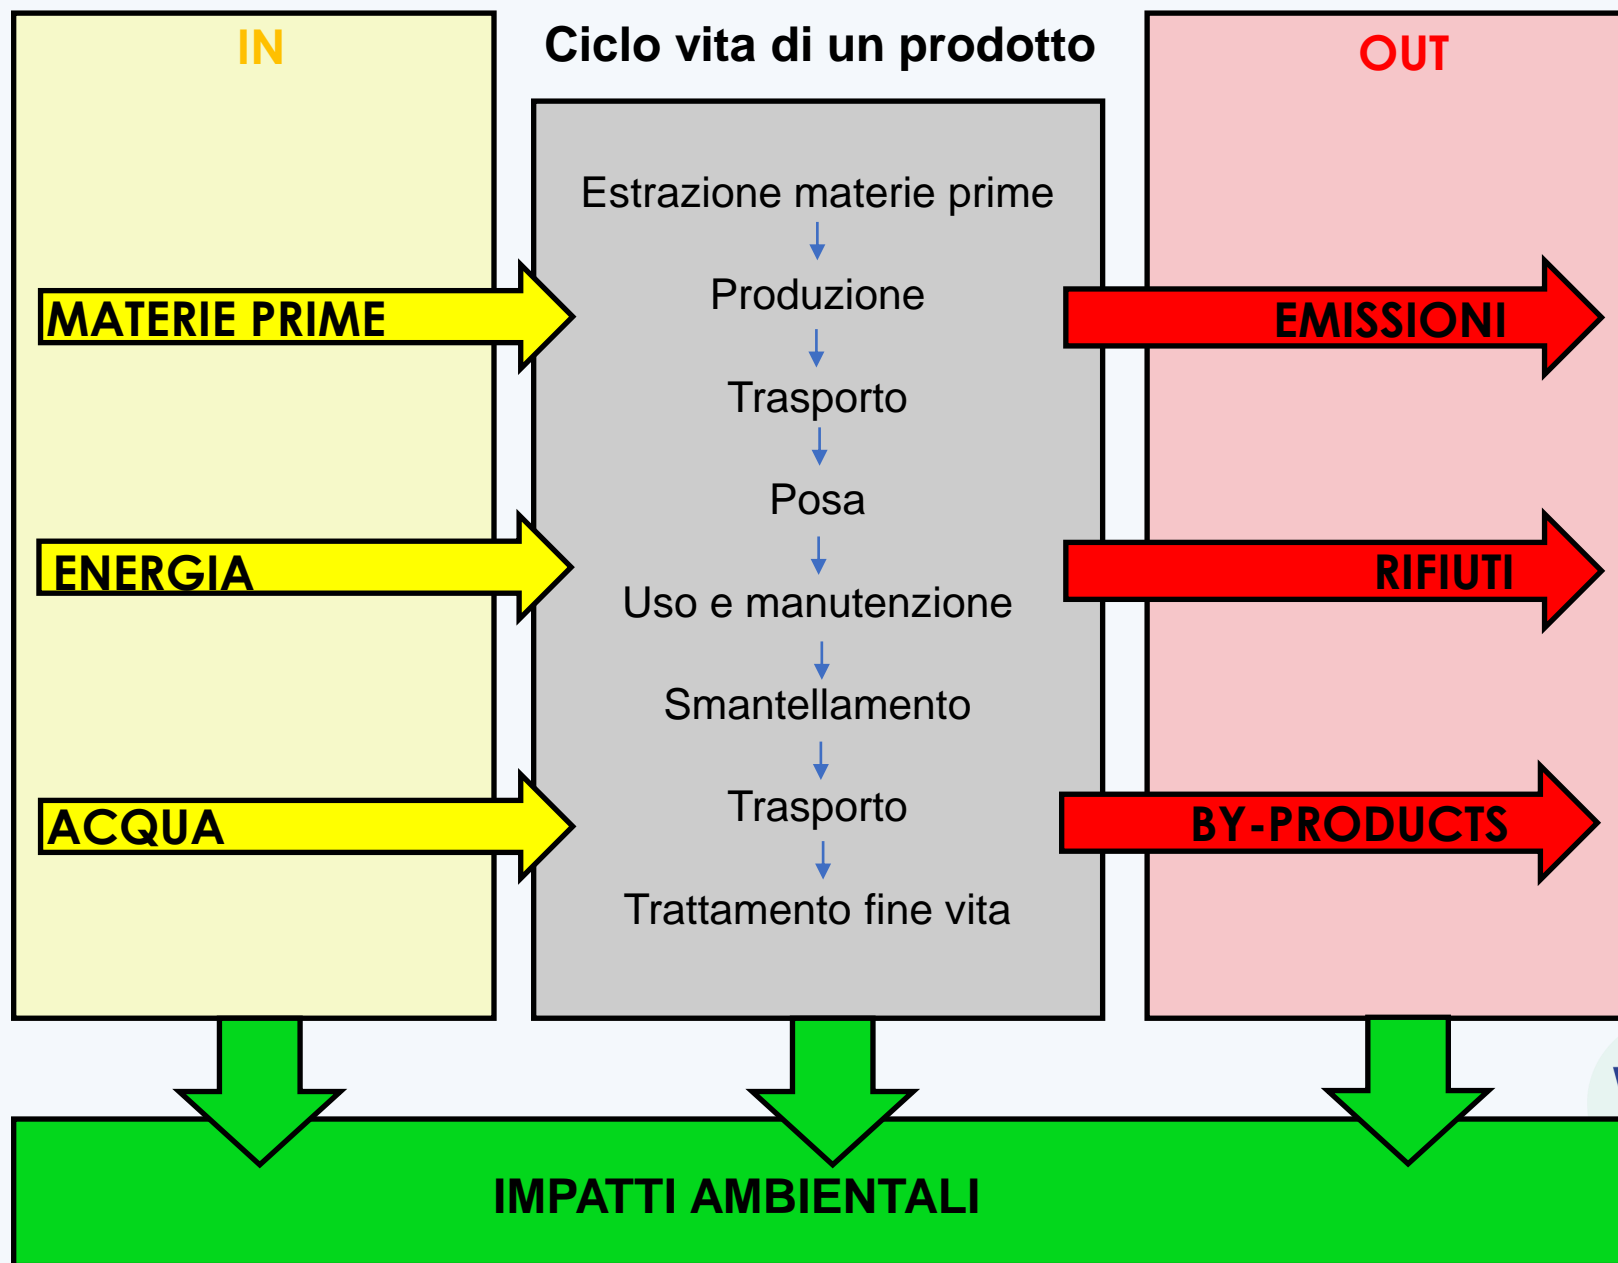 IN
Ciclo vita di un prodotto
OUT
Estrazione materie prime
Produzione
Trasporto
Posa
Uso e manutenzione
Smantellamento
Trasporto
Trattamento fine vita
MATERIE PRIME
ENERGIA
ACQUA
EMISSIONI
RIFIUTI
BY-PRODUCTS
IMPATTI AMBIENTALI